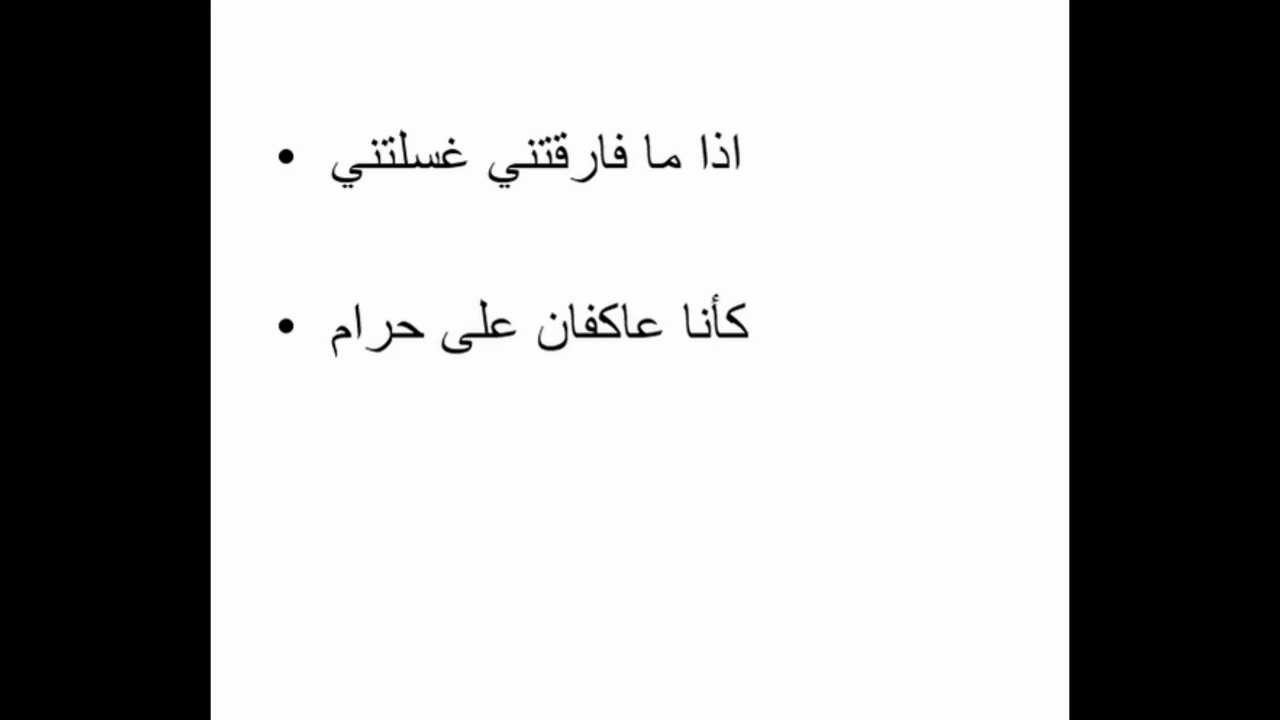 • اذا ما فارقتني غسلتني
• كأنا عاكفان على حرام